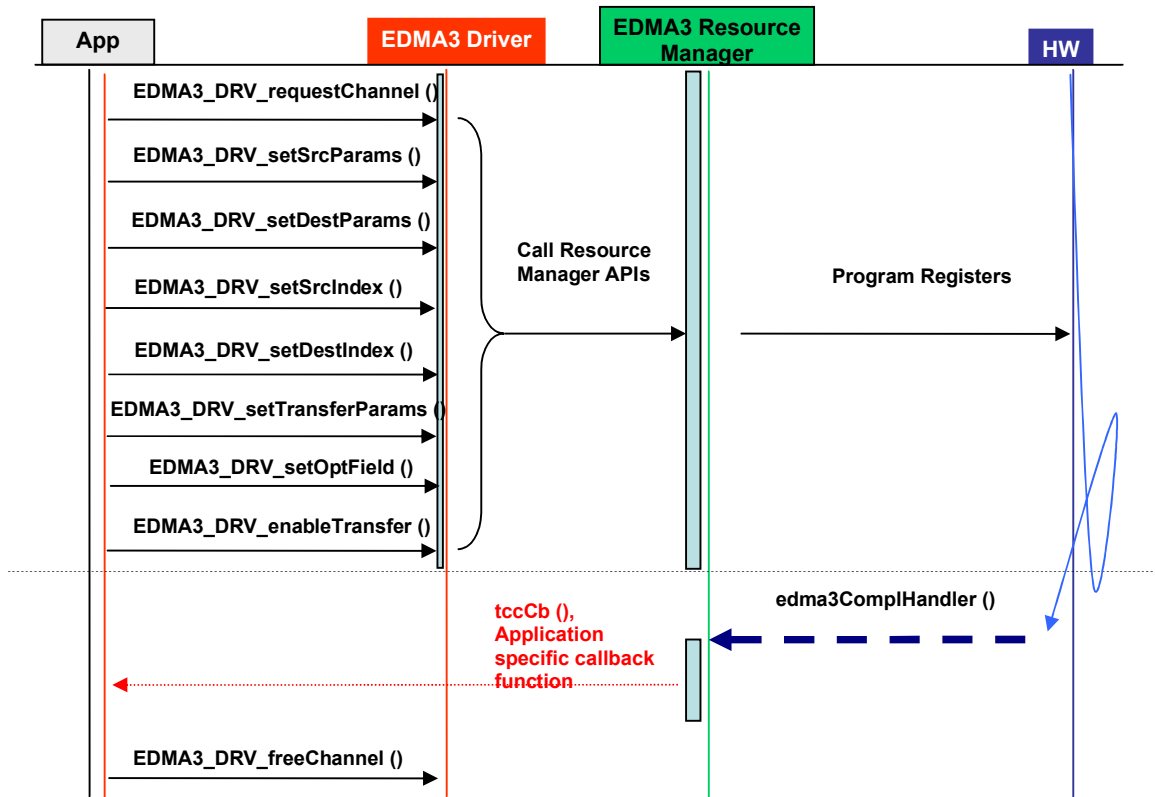 App
EDMA3 Driver
EDMA3 Resource
Manager
HW
EDMA3_DRV_requestChannel ()
EDMA3_DRV_setSrcParams ()
EDMA3_DRV_setDestParams ()
EDMA3_DRV_setSrcIndex ()
EDMA3_DRV_setDestIndex ()
EDMA3_DRV_setTransferParams ()
EDMA3_DRV_setOptField ()
EDMA3_DRV_enableTransfer ()
Call Resource
Manager APIs
Program Registers
edma3ComplHandler ()
tccCb (),
Application
specific callback
function
EDMA3_DRV_freeChannel ()